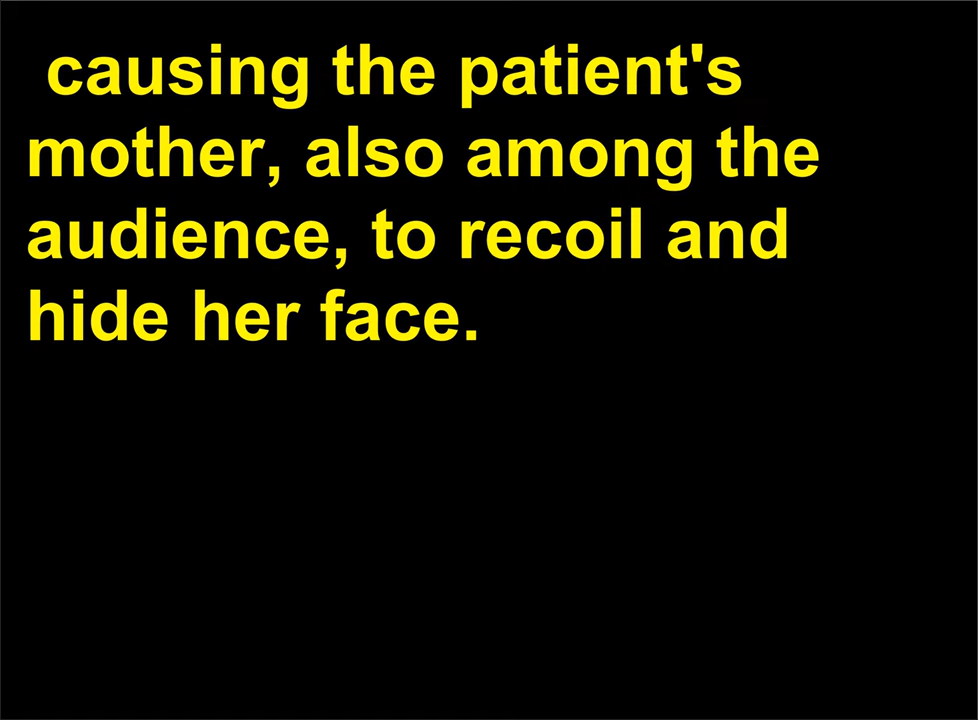 causing the patient's
mother, also among the
audience, to recoil and
hide her face.